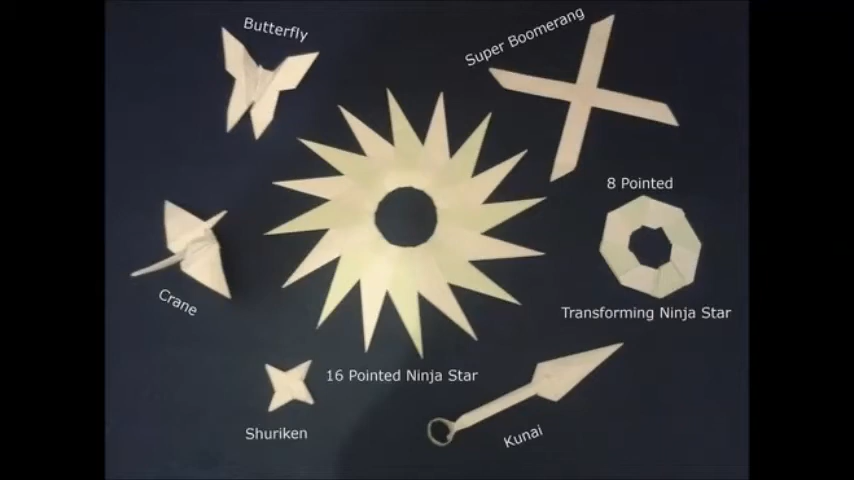 Butterfly
Super Boomerang
8 Pointed
Transforming Ninja Star
Crane
16 Pointed Ninja Star
Shuriken
Kunai